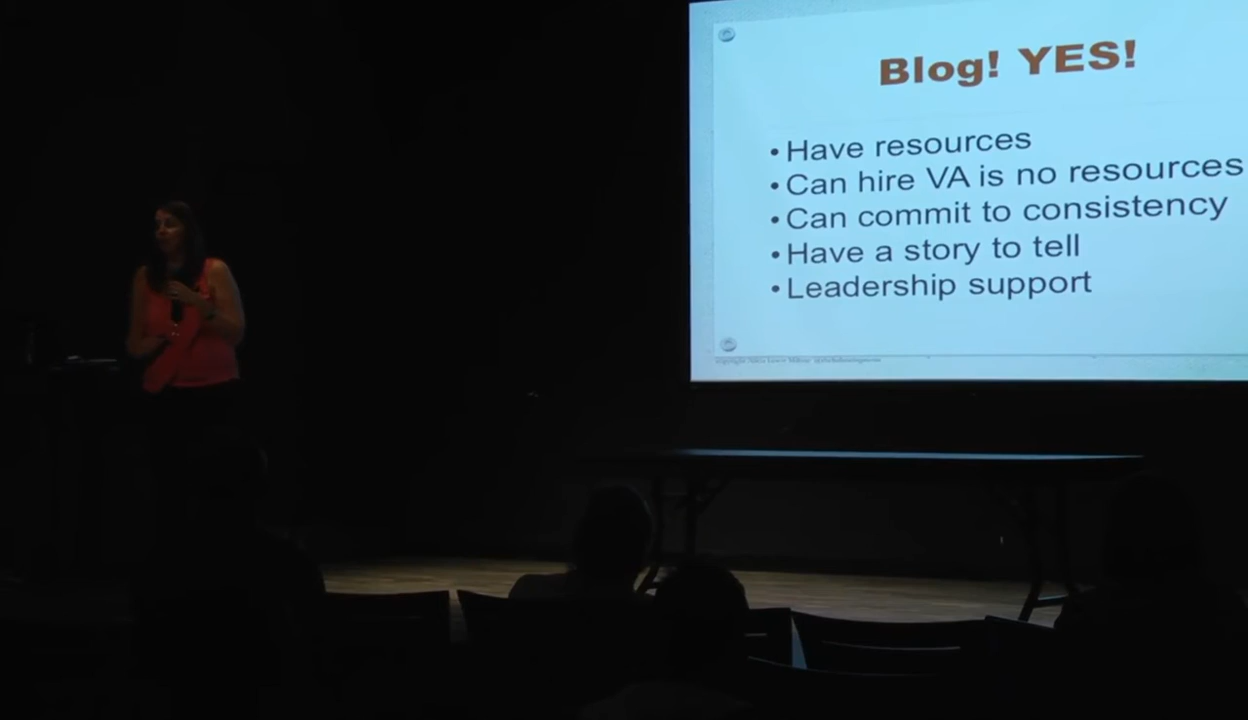 Blog! YES!
• Have resources
• Can hire VA is no resources
• Can commit to consistency
• Have a story to tell
• Leadership support
copyright